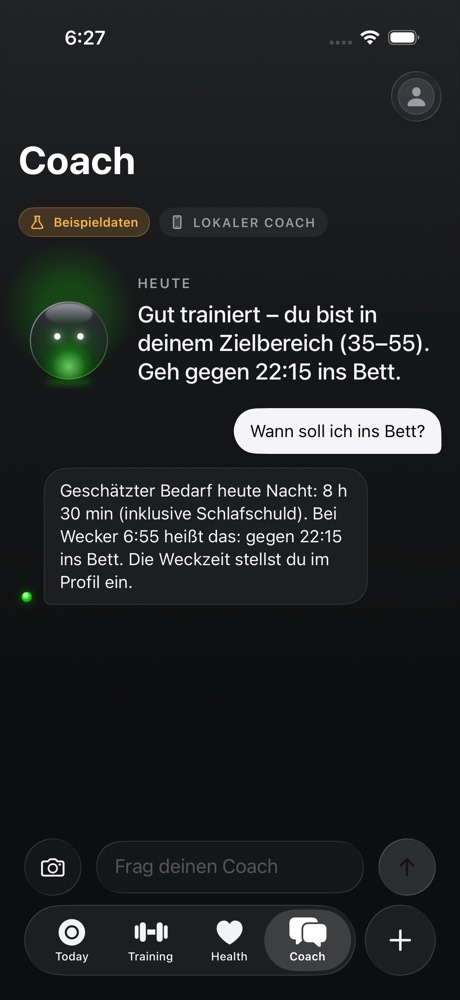 6:27
Coach
Beispieldaten
LOKALER COACH
HEUTE
Gut trainiert – du bist in
deinem Zielbereich (35–55).
Geh gegen 22:15 ins Bett.
Wann soll ich ins Bett?
Geschätzter Bedarf heute Nacht: 8 h
30 min (inklusive Schlafschuld). Bei
Wecker 6:55 heißt das: gegen 22:15
ins Bett. Die Weckzeit stellst du im
Profil ein.
Frag deinen Coach
Today
Training
Health
Coach